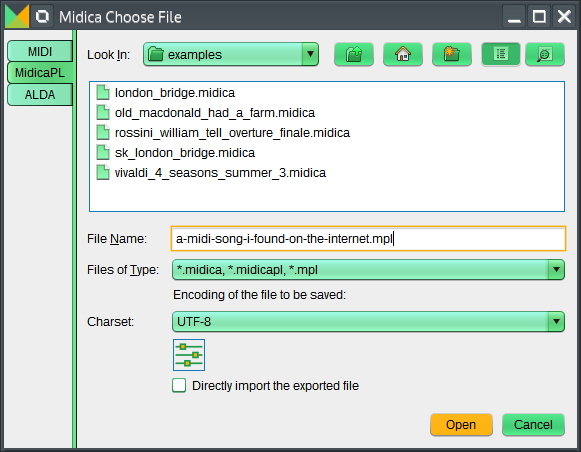 Midica Choose File
MIDI
MidicaPL
ALDA
Look In: examples
london_bridge.midica
old_macdonald_had_a_farm.midica
rossini_william_tell_overture_finale.midica
sk_london_bridge.midica
vivaldi_4_seasons_summer_3.midica
File Name: a-midi-song-i-found-on-the-internet.mpl
Files of Type: *.midica, *.midicapl, *.mpl
Encoding of the file to be saved:
Charset: UTF-8
Directly import the exported file
Open Cancel